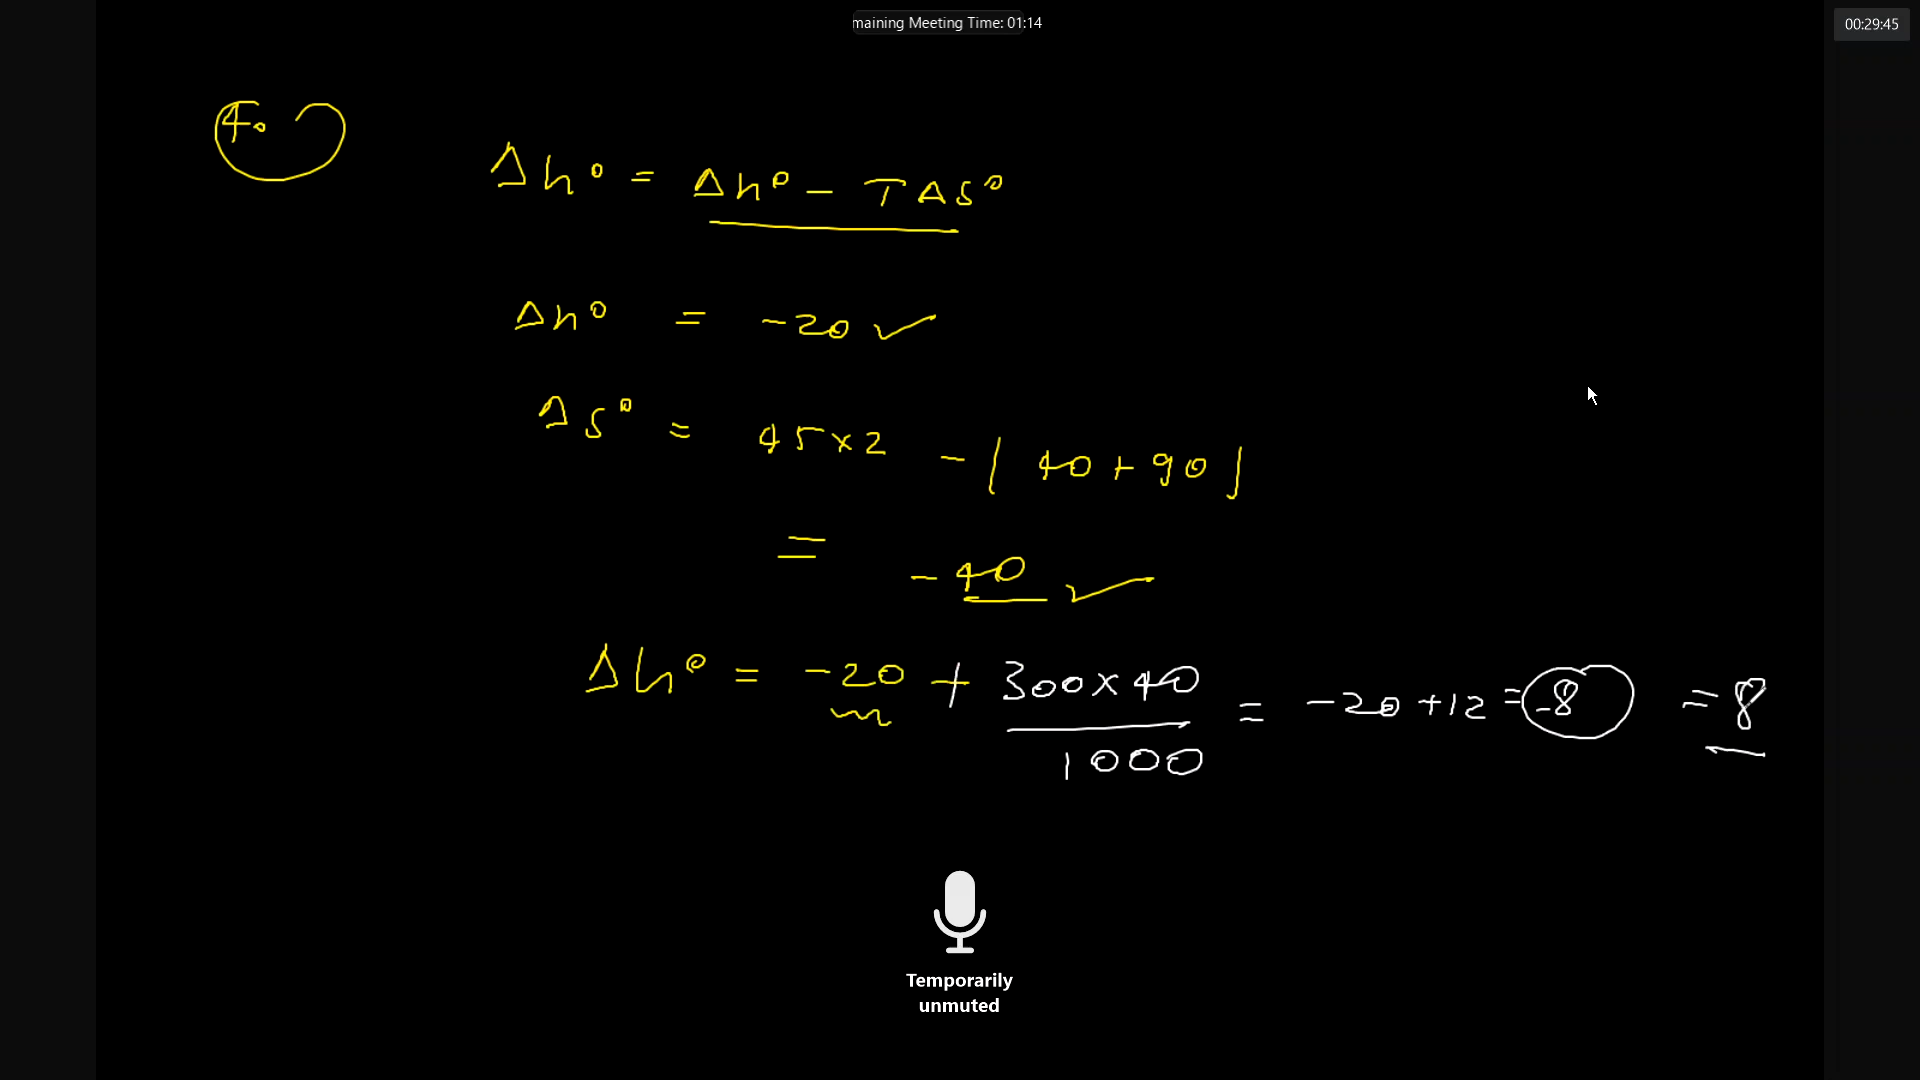 maining Meeting Time: 01:14
00:29:45
4.
Δh° = Δh° - TΔS°
Δh° = -20 ✓
ΔS° = 45×2 - [40+90]
= -40 ✓
Δh° = -20 + 300×40/1000 = -20+12 = -8 = 8
Temporarily
unmuted